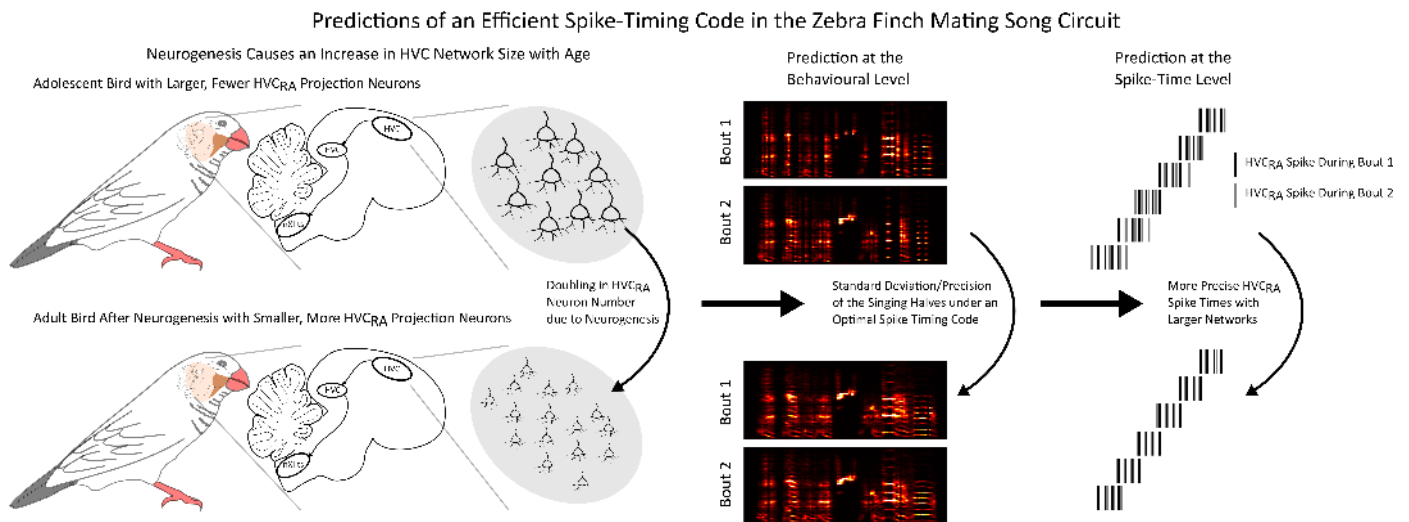 Predictions of an Efficient Spike-Timing Code in the Zebra Finch Mating Song Circuit
Neurogenesis Causes an Increase in HVC Network Size with Age
Adolescent Bird with Larger, Fewer HVCRA Projection Neurons
HVC
HVC
nXIIts
Doubling in HVCRA
Neuron Number
due to Neurogenesis
Adult Bird After Neurogenesis with Smaller, More HVCRA Projection Neurons
HVC
HVC
nXIIts
Prediction at the
Behavioural Level
Bout 1
Bout 2
Standard Deviation/Precision
of the Singing Halves under an
Optimal Spike Timing Code
Bout 1
Bout 2
Prediction at the
Spike-Time Level
HVCRA Spike During Bout 1
HVCRA Spike During Bout 2
More Precise HVCRA
Spike Times with
Larger Networks